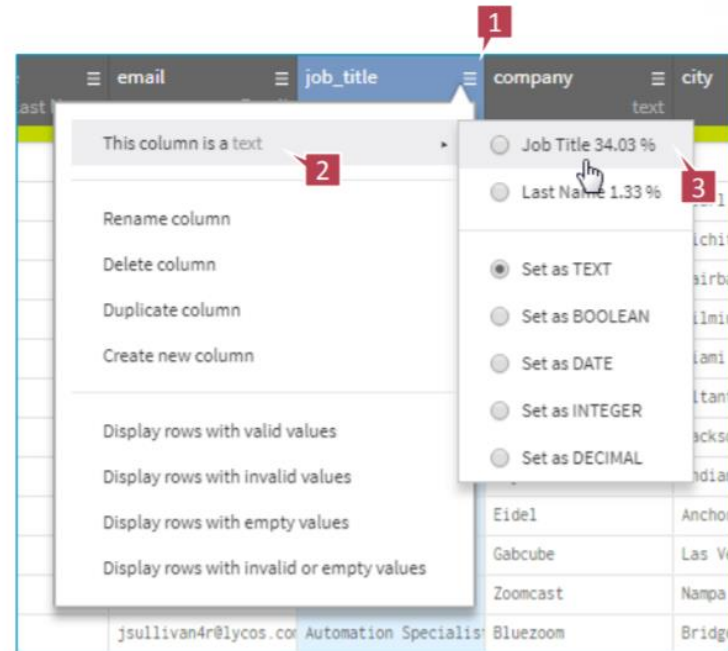 1
email job_title company city
text
This column is a text
2
Job Title 34.03 %
3
Last Name 1.33 %
Rename column
Delete column
Duplicate column
Create new column
Set as TEXT
Set as BOOLEAN
Set as DATE
Set as INTEGER
Set as DECIMAL
Display rows with valid values
Display rows with invalid values
Display rows with empty values
Display rows with invalid or empty values
Eidel
Gabcube Las V
Zoomcast Nampa
jsullivan4r@lycos.co Automation Specialis Bluezoom Bridg